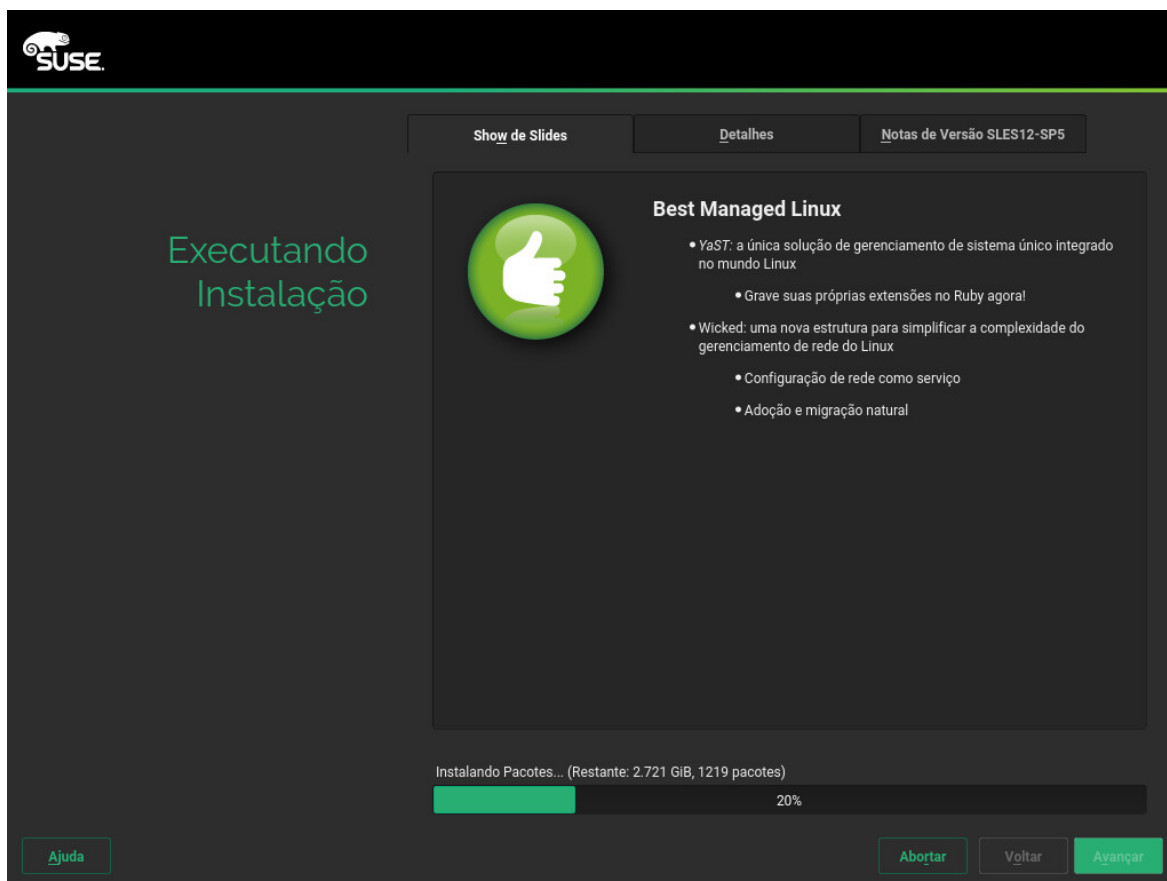 SUSE.
Show de Slides
Detalhes
Notas de Versão SLES12-SP5
Executando
Instalação
Best Managed Linux
• YaST: a única solução de gerenciamento de sistema único integrado
no mundo Linux
• Grave suas próprias extensões no Ruby agora!
• Wicked: uma nova estrutura para simplificar a complexidade do
gerenciamento de rede do Linux
• Configuração de rede como serviço
• Adoção e migração natural
Instalando Pacotes... (Restante: 2.721 GiB, 1219 pacotes)
20%
Ajuda
Abortar
Voltar
Avançar